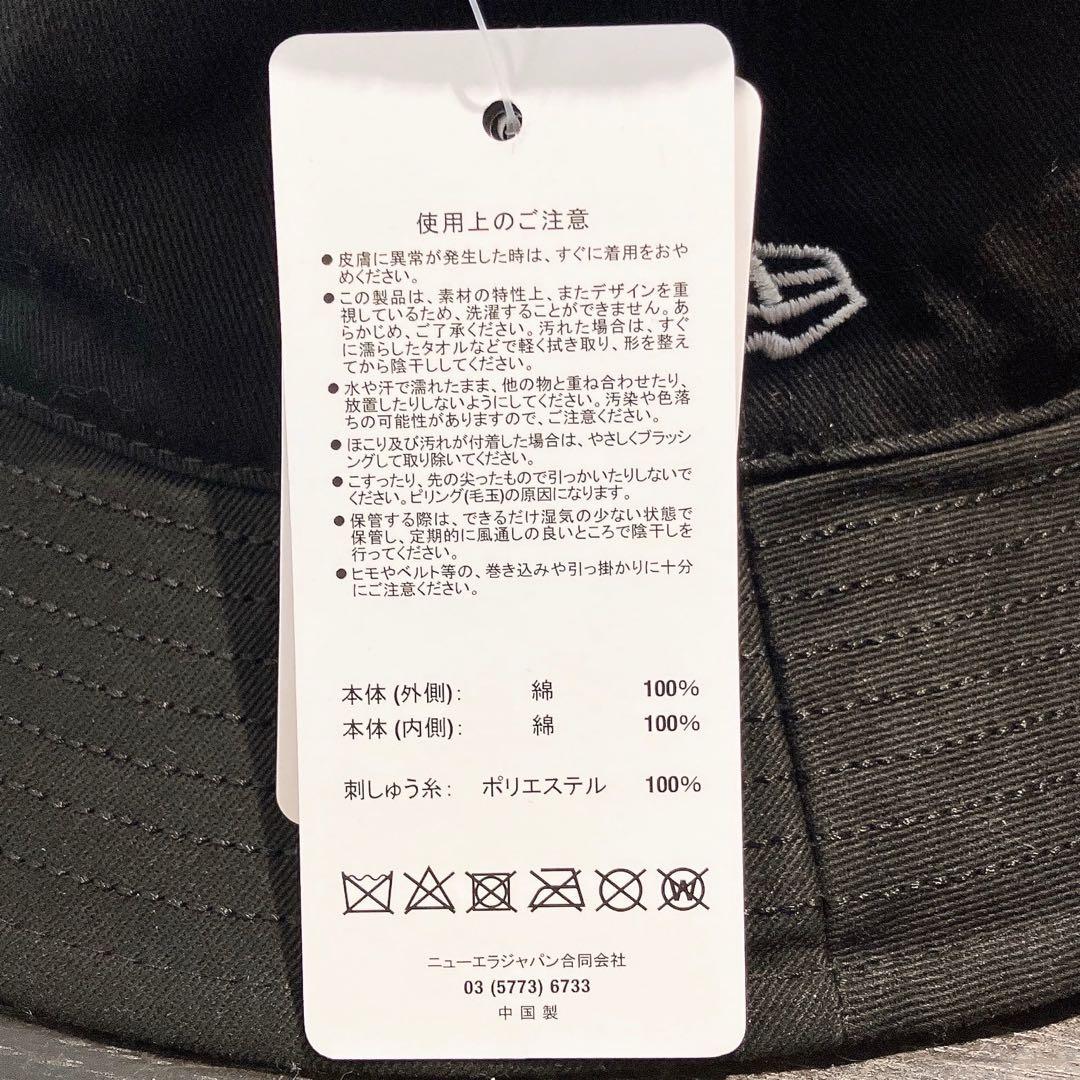 使用上のご注意
●皮膚に異常が発生した時は、すぐに着用をおや
めください。
●この製品は、素材の特性上、またデザインを重
視しているため、洗濯することができません。あ
らかじめ、ご了承ください。汚れた場合は、すぐ
に濡らしたタオルなどで軽く拭き取り、形を整え
てから陰干ししてください。
●水や汗で濡れたまま、他の物と重ね合わせたり、
放置したりしないようにしてください。汚染や色落
ちの可能性がありますので、ご注意ください。
●ほこり及び汚れが付着した場合は、やさしくブラッシ
ングして取り除いてください。
●こすったり、先の尖ったもので引っかいたりしないで
ください。ピリング(毛玉)の原因になります。
●保管する際は、できるだけ湿気の少ない状態で
保管し、定期的に風通しの良いところで陰干しを
行ってください。
●ヒモやベルト等の、巻き込みや引っ掛かりに十分
にご注意ください。
本体 (外側): 綿 100%
本体 (内側): 綿 100%
刺しゅう糸: ポリエステル 100%
W
ニューエラジャパン合同会社
03 (5773) 6733
中国製